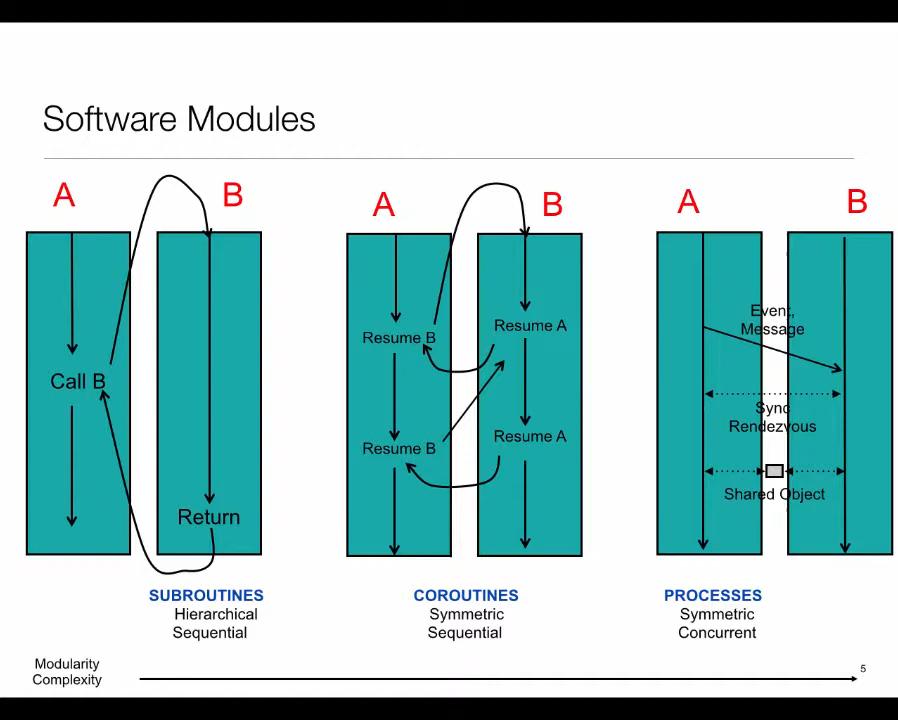 Software Modules
A
B
Call B
Return
SUBROUTINES
Hierarchical
Sequential
A
B
Resume B
Resume A
Resume B
Resume A
COROUTINES
Symmetric
Sequential
A
B
Event,
Message
Sync
Rendezvous
Shared Object
PROCESSES
Symmetric
Concurrent
Modularity
Complexity
5